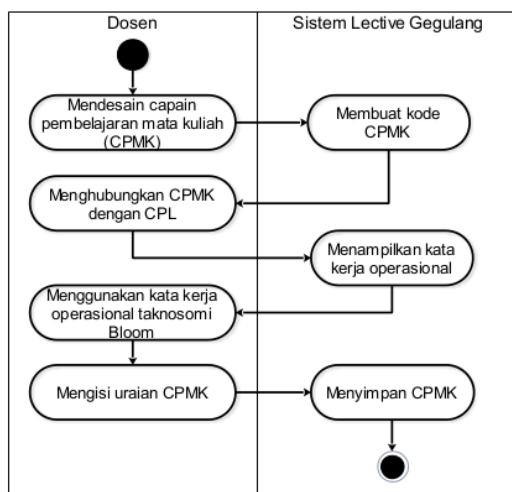 Dosen
Sistem Lective Gegulang
Mendesain capain
pembelajaran mata kuliah
(CPMK)
Membuat kode
CPMK
Menghubungkan CPMK
dengan CPL
Menampilkan kata
kerja operasional
Menggunakan kata kerja
operasional taknosomi
Bloom
Mengisi uraian CPMK
Menyimpan CPMK